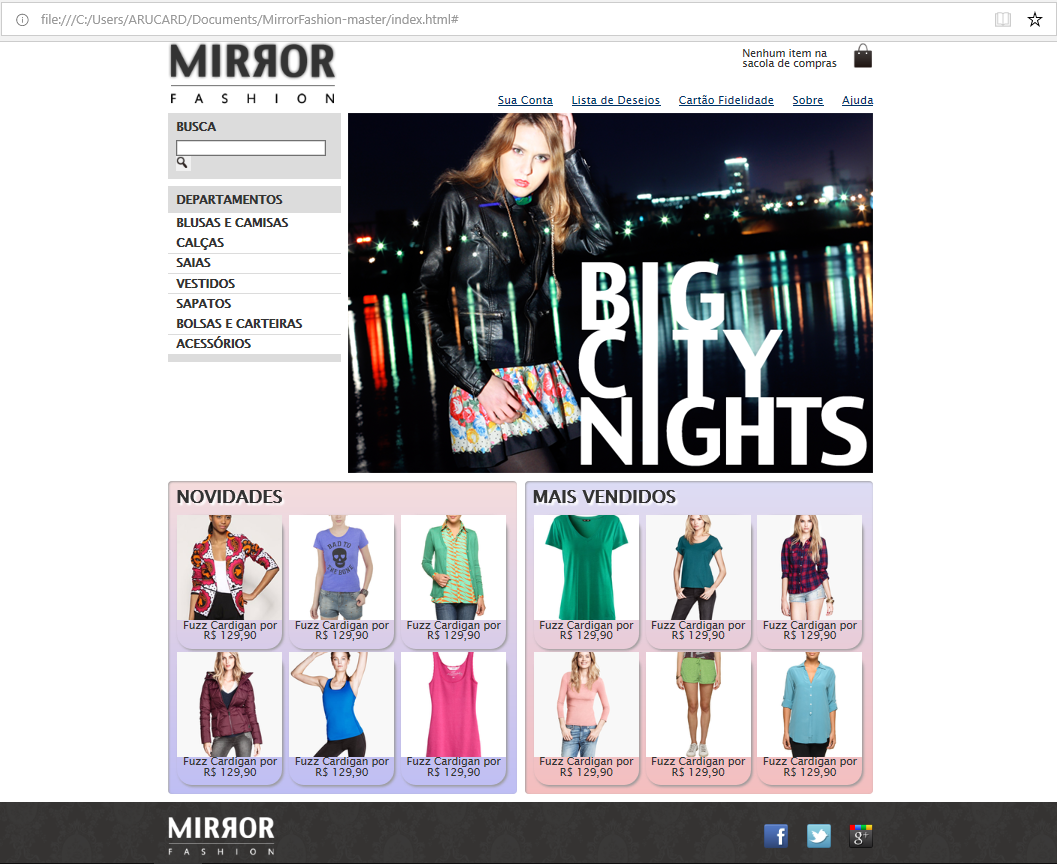 file:///C:/Users/ARUCARD/Documents/MirrorFashion-master/index.html#
MIRROR
FASHION
Nenhum item na
sacola de compras
Sua Conta Lista de Desejos Cartão Fidelidade Sobre Ajuda
BUSCA
DEPARTAMENTOS
BLUSAS E CAMISAS
CALÇAS
SAIAS
VESTIDOS
SAPATOS
BOLSAS E CARTEIRAS
ACESSÓRIOS
BIG
CITY
NIGHTS
NOVIDADES
BAD TO
THE BONE
Fuzz Cardigan por
R$ 129,90
Fuzz Cardigan por
R$ 129,90
Fuzz Cardigan por
R$ 129,90
Fuzz Cardigan por
R$ 129,90
Fuzz Cardigan por
R$ 129,90
Fuzz Cardigan por
R$ 129,90
MAIS VENDIDOS
Fuzz Cardigan por
R$ 129,90
Fuzz Cardigan por
R$ 129,90
Fuzz Cardigan por
R$ 129,90
Fuzz Cardigan por
R$ 129,90
Fuzz Cardigan por
R$ 129,90
Fuzz Cardigan por
R$ 129,90
MIRROR
FASHION
f
g+